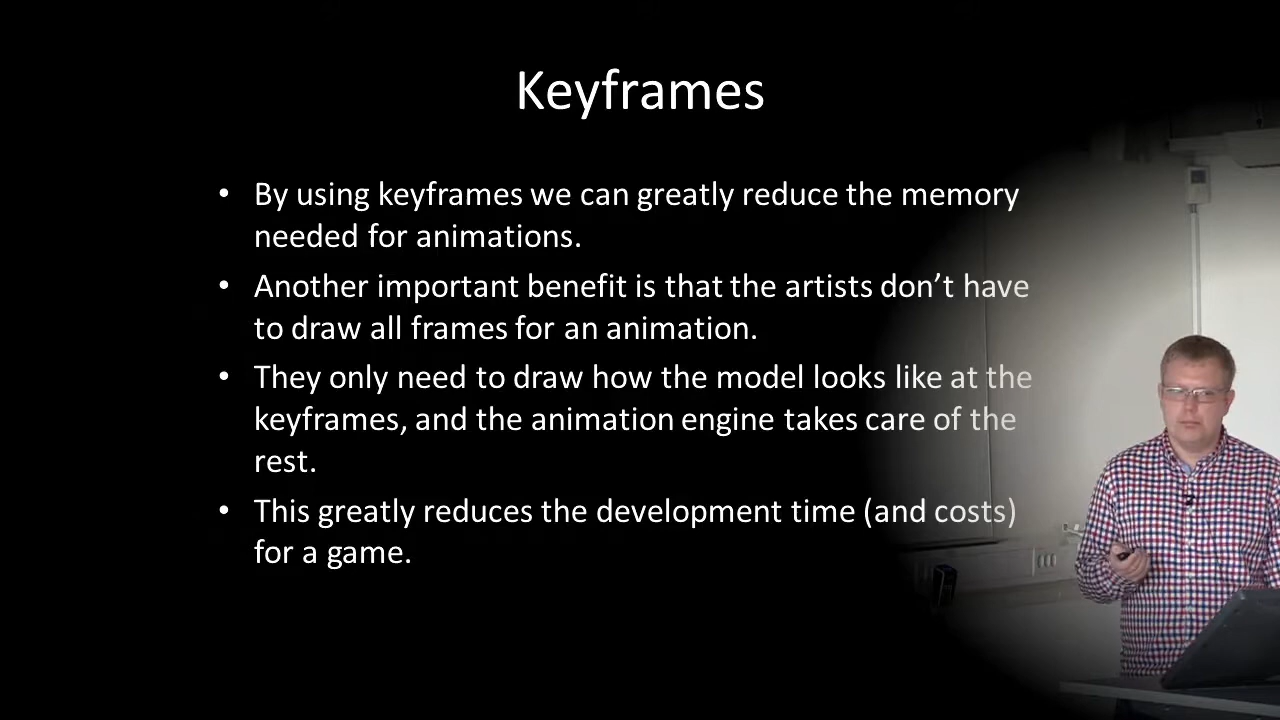 Keyframes
• By using keyframes we can greatly reduce the memory
needed for animations.
• Another important benefit is that the artists don’t have
to draw all frames for an animation.
• They only need to draw how the model looks like at the
keyframes, and the animation engine takes care of the
rest.
• This greatly reduces the development time (and costs)
for a game.